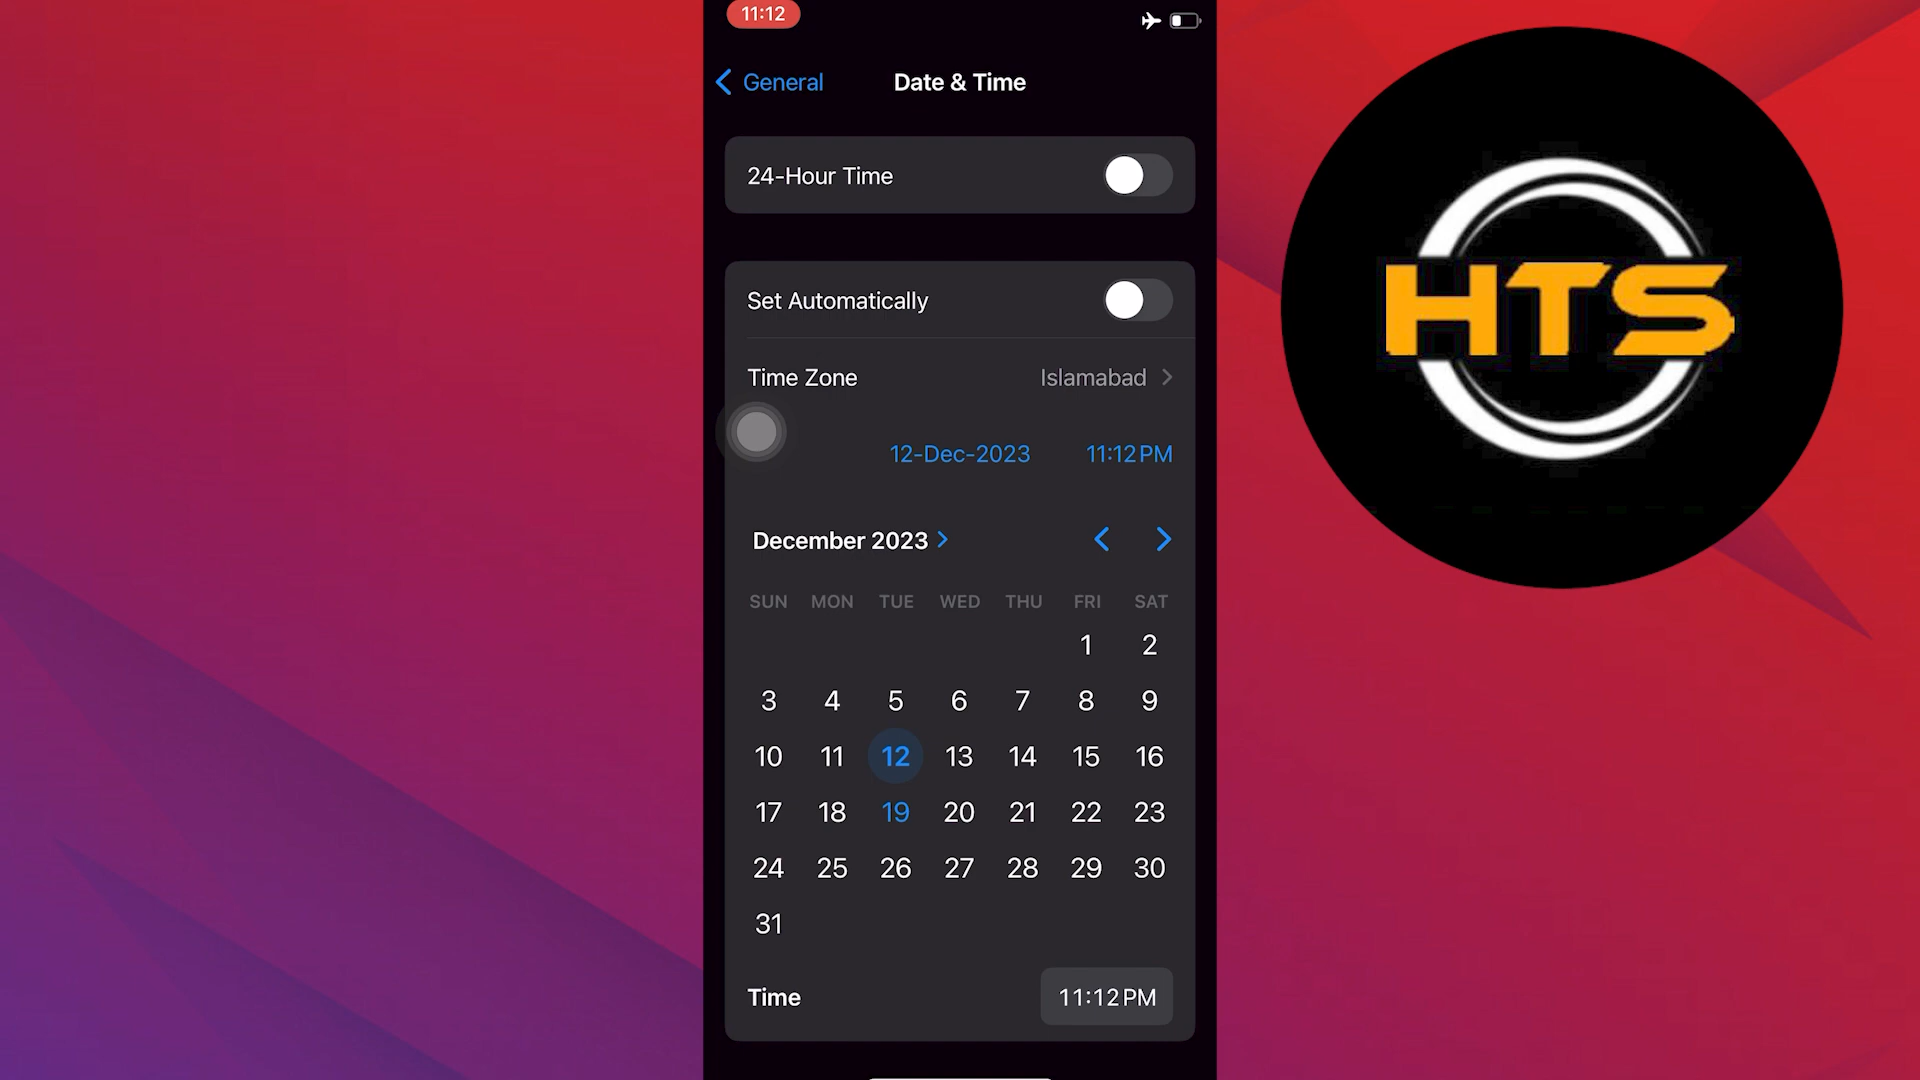 11:12
General
Date & Time
24-Hour Time
Set Automatically
Time Zone Islamabad
12-Dec-2023 11:12 PM
December 2023
SUN MON TUE WED THU FRI SAT
1 2
3 4 5 6 7 8 9
10 11 12 13 14 15 16
17 18 19 20 21 22 23
24 25 26 27 28 29 30
31
Time 11:12 PM
HTS